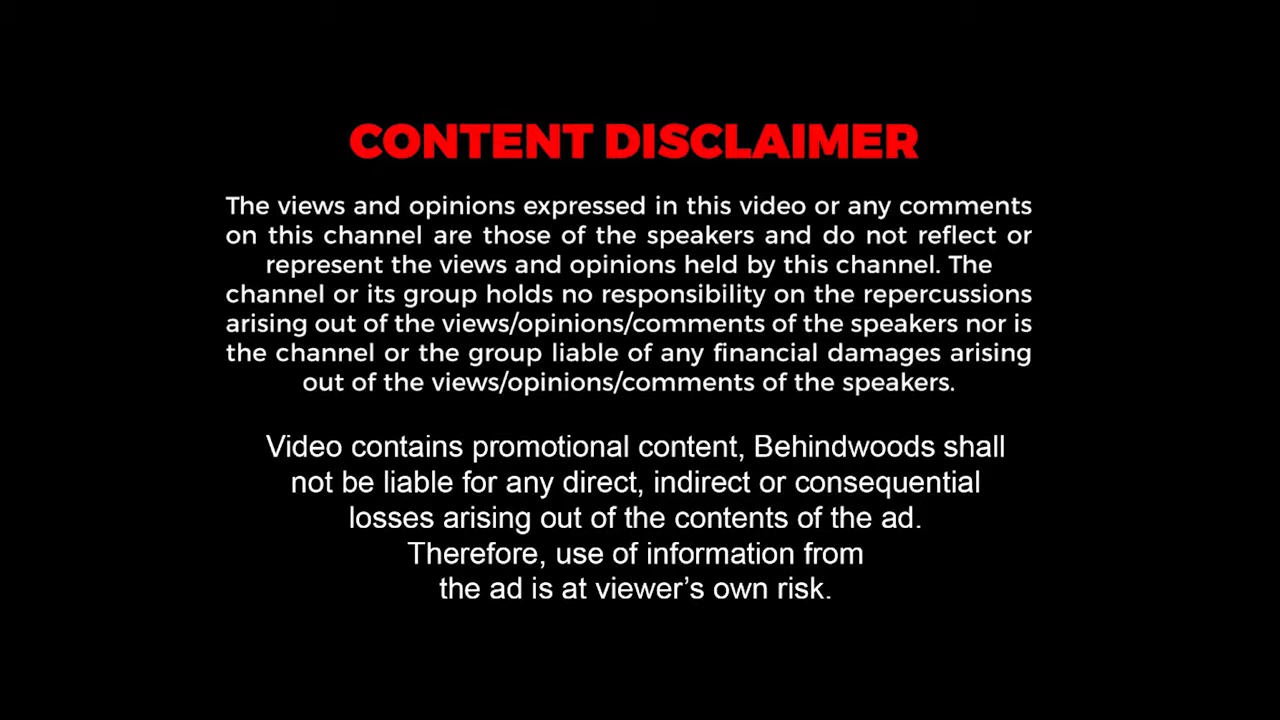 CONTENT DISCLAIMER
The views and opinions expressed in this video or any comments
on this channel are those of the speakers and do not reflect or
represent the views and opinions held by this channel. The
channel or its group holds no responsibility on the repercussions
arising out of the views/opinions/comments of the speakers nor is
the channel or the group liable of any financial damages arising
out of the views/opinions/comments of the speakers.
Video contains promotional content, Behindwoods shall
not be liable for any direct, indirect or consequential
losses arising out of the contents of the ad.
Therefore, use of information from
the ad is at viewer’s own risk.